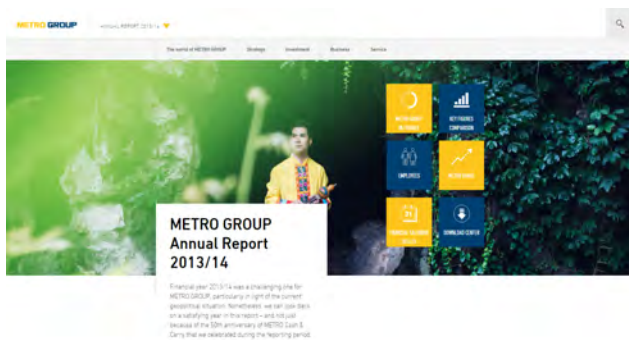 METRO GROUP
ANNUAL REPORT 2013/14
The world of METRO GROUP Strategy Investment Business Service
KEY FIGURES
COMPARISON
EMPLOYEES
DOWNLOAD CENTER
METRO GROUP
Annual Report
2013/14
Financial year 2013/14 was a challenging one for
METRO GROUP, particularly in light of the current
geopolitical situation. Nonetheless, we can look back
on a satisfying year in this report – and not just
because of the 50th anniversary of METRO Cash &
Carry that we celebrated during the reporting period.